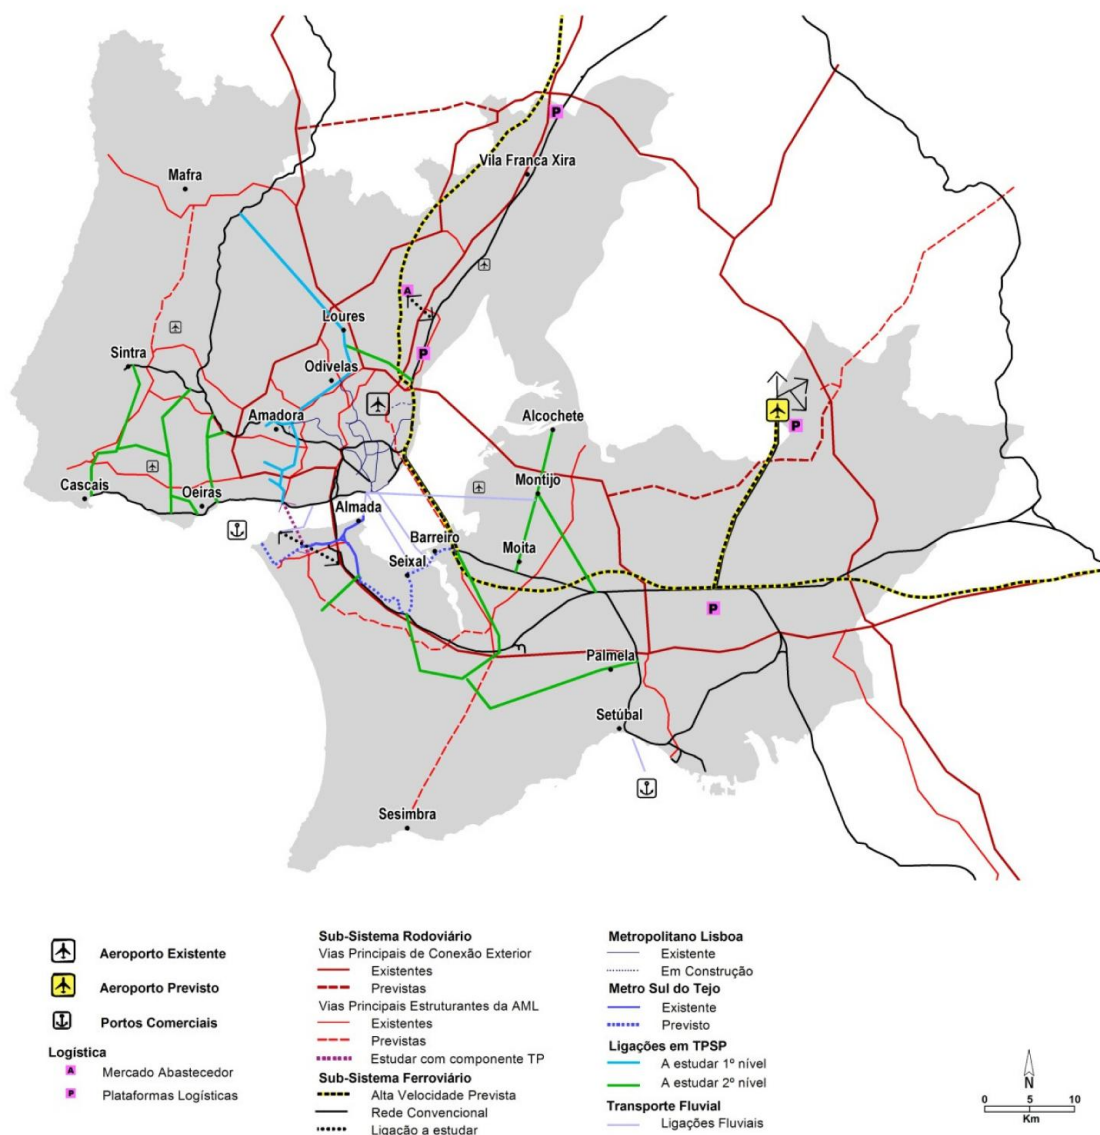 P
Vila Franca Xira
Mafra
A
Loures
P
Sintra
Odivelas
Amadora
Alcochete
P
Cascais
Oeiras
Montijo
Almada
Barreiro
Moita
Seixal
P
Palmela
Setúbal
Sesimbra
Aeroporto Existente
Aeroporto Previsto
Portos Comerciais
Logística
A Mercado Abastecedor
P Plataformas Logísticas
Sub-Sistema Rodoviário
Vias Principais de Conexão Exterior
Existentes
Previstas
Vias Principais Estruturantes da AML
Existentes
Previstas
Estudar com componente TP
Sub-Sistema Ferroviário
Alta Velocidade Prevista
Rede Convencional
Ligação a estudar
Metropolitano Lisboa
Existente
Em Construção
Metro Sul do Tejo
Existente
Previsto
Ligações em TPSP
A estudar 1º nível
A estudar 2º nível
Transporte Fluvial
Ligações Fluviais
N
0 5 10
Km